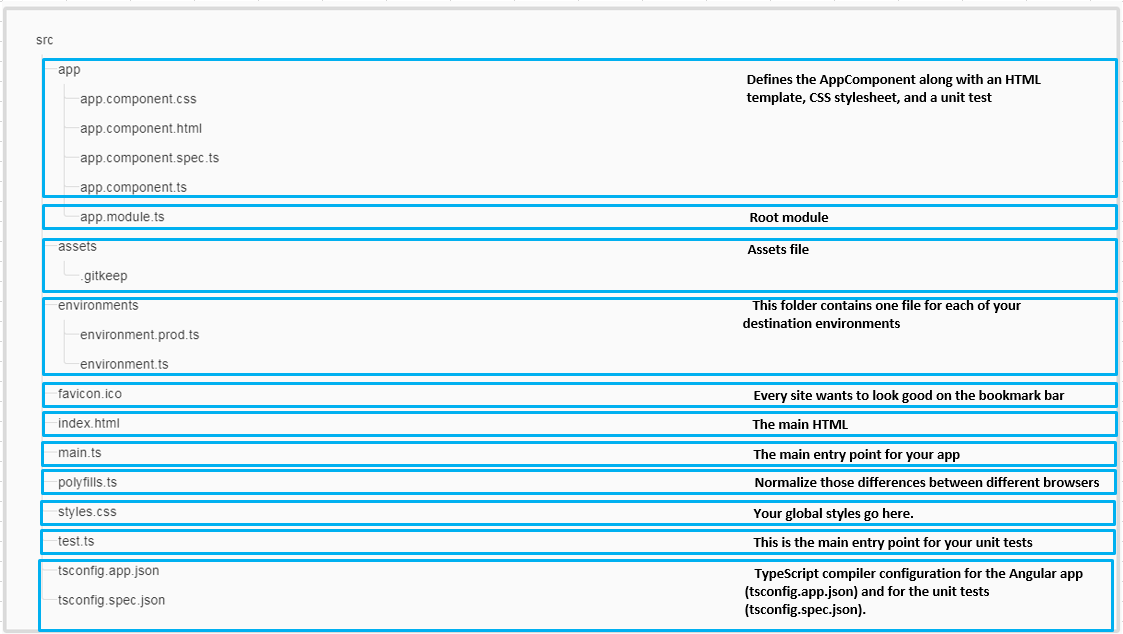 src
app
Defines the AppComponent along with an HTML
template, CSS stylesheet, and a unit test
app.component.css
app.component.html
app.component.spec.ts
app.component.ts
app.module.ts Root module
assets Assets file
.gitkeep
environments This folder contains one file for each of your
destination environments
environment.prod.ts
environment.ts
favicon.ico Every site wants to look good on the bookmark bar
index.html The main HTML
main.ts The main entry point for your app
polyfills.ts Normalize those differences between different browsers
styles.css Your global styles go here.
test.ts This is the main entry point for your unit tests
tsconfig.app.json TypeScript compiler configuration for the Angular app
(tsconfig.app.json) and for the unit tests
tsconfig.spec.json (tsconfig.spec.json).